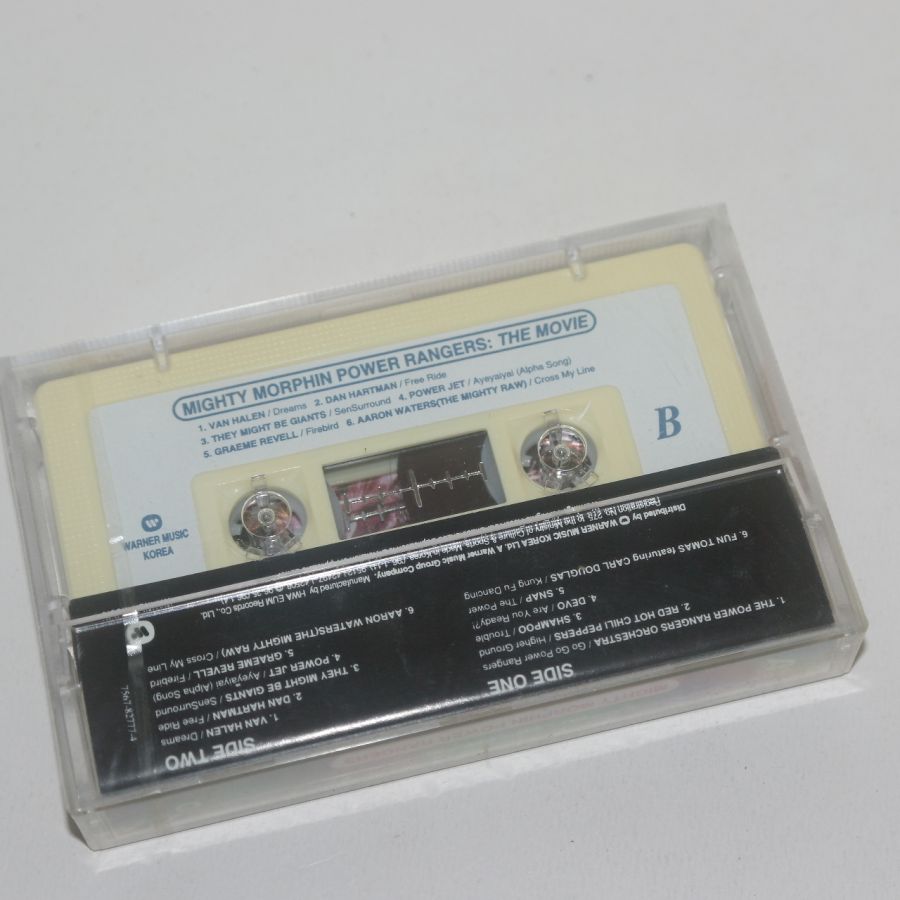 MIGHTY MORPHIN POWER RANGERS: THE MOVIE
1. VAN HALEN / Dreams 2. DAN HARTMAN / Free Ride
3. THEY MIGHT BE GIANTS / SenSurround 4. POWER JET / Ayeyaiyai (Alpha Song)
5. GRAEME REVELL / Firebird 6. AARON WATERS(THE MIGHTY RAW) / Cross My Line
B
WARNER MUSIC
KOREA
SIDE ONE
1. THE POWER RANGERS ORCHESTRA / Go Go Power Rangers
2. RED HOT CHILI PEPPERS / Higher Ground
3. SHAMPOO / Trouble
4. DEVO / Are You Ready?!
5. SNAP / The Power
6. FUN TOMAS featuring CARL DOUGLAS / Kung Fu Dancing
SIDE TWO
1. VAN HALEN / Dreams
2. DAN HARTMAN / Free Ride
3. THEY MIGHT BE GIANTS / SenSurround
4. POWER JET / Ayeyaiyai (Alpha Song)
5. GRAEME REVELL / Firebird
6. AARON WATERS(THE MIGHTY RAW) / Cross My Line
Distributed by WARNER MUSIC KOREA Ltd. A Warner Music Group Company. Manufactured by HWA EUM Records Co., Ltd.
7567-82777-4